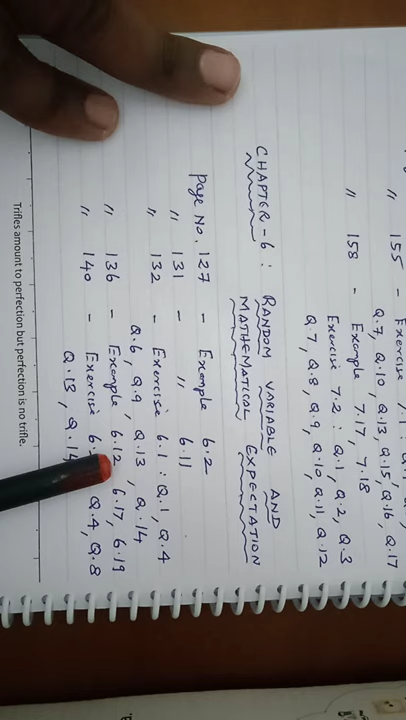 " 155 - Exercise 7.1 :
Q.7, Q.10, Q.13, Q.15, Q.16, Q.17
" 158 - Example 7.17, 7.18
Exercise 7.2 : Q.1, Q.2, Q.3
Q.7, Q.8, Q.9, Q.10 Q.11, Q.12
CHAPTER-6 : RANDOM VARIABLE AND
MATHEMATICAL EXPECTATION
Page No. 127 - Example 6.2
" 131 - " 6.11
" 132 - Exercise 6.1 : Q.1, Q.4
Q.6, Q.9, Q.13, Q.14
" 136 - Example 6.12 6.17, 6.19
" 140 - Exercise Q.4, Q.8
Q.13, Q.14
Trifles amount to perfection but perfection is no trifle.